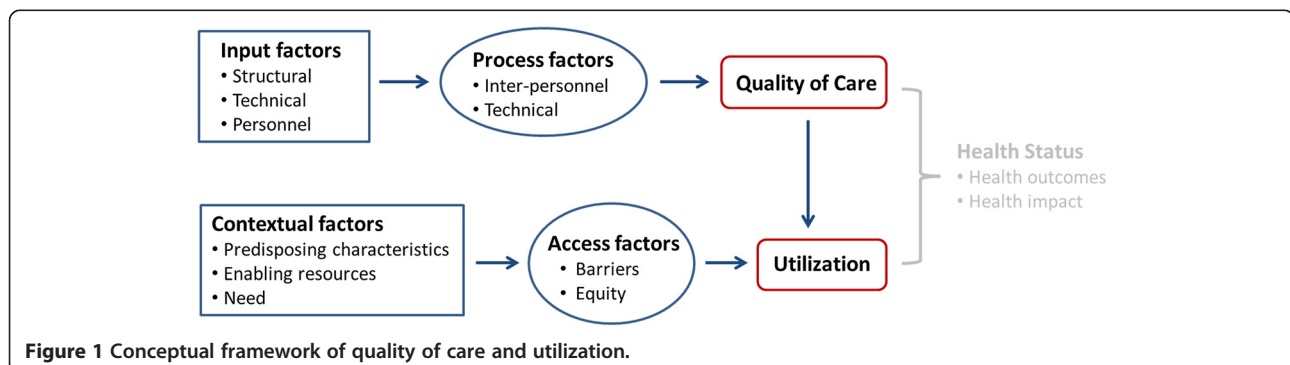 Input factors
• Structural
• Technical
• Personnel
Process factors
• Inter-personnel
• Technical
Quality of Care
Health Status
• Health outcomes
• Health impact
Contextual factors
• Predisposing characteristics
• Enabling resources
• Need
Access factors
• Barriers
• Equity
Utilization
Figure 1 Conceptual framework of quality of care and utilization.